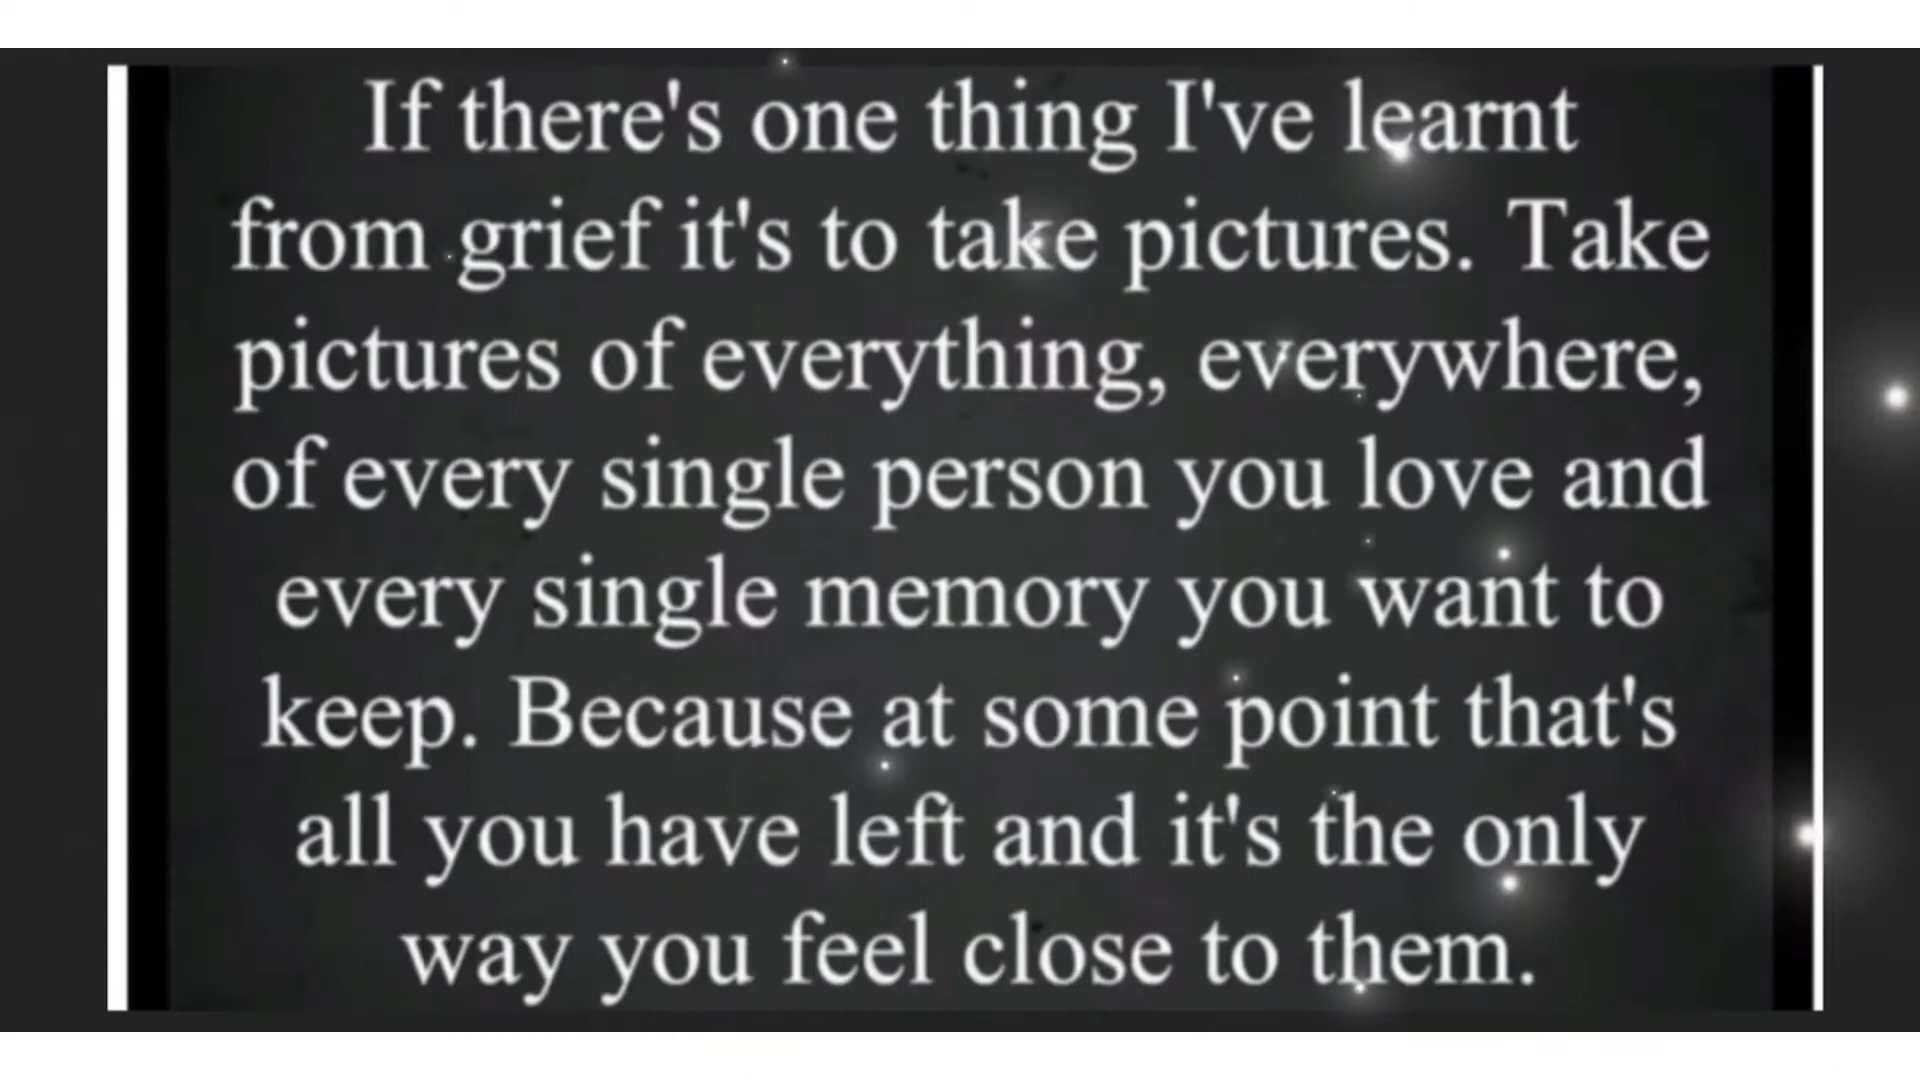 If there's one thing I've learnt
from grief it's to take pictures. Take
pictures of everything, everywhere,
of every single person you love and
every single memory you want to
keep. Because at some point that's
all you have left and it's the only
way you feel close to them.